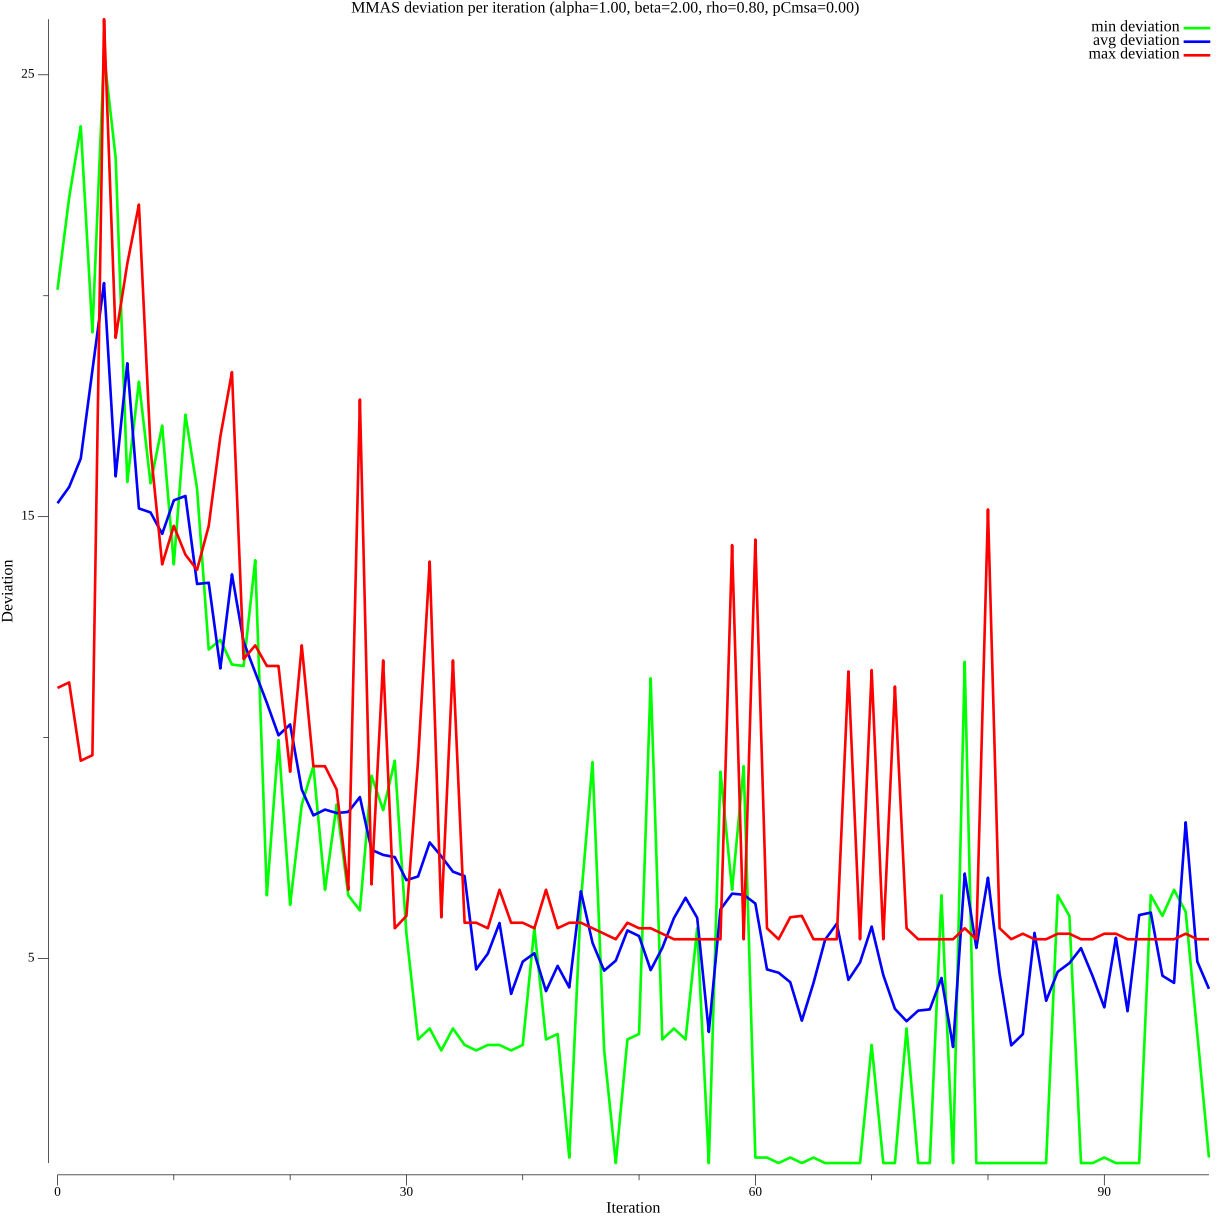 MMAS deviation per iteration (alpha=1.00, beta=2.00, rho=0.80, pCmsa=0.00)
min deviation
avg deviation
max deviation
25
15
5
Deviation
0
30
60
90
Iteration